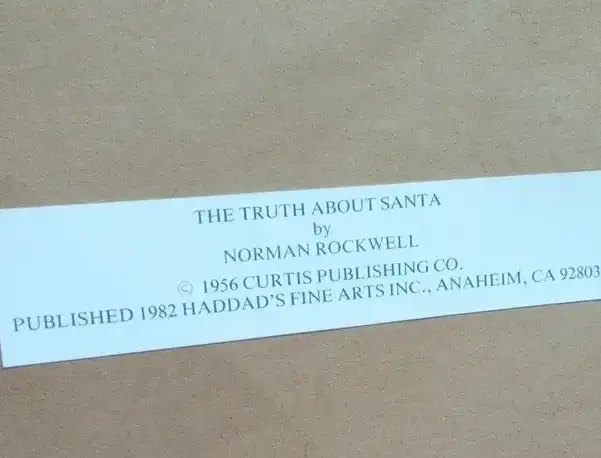 THE TRUTH ABOUT SANTA
by
NORMAN ROCKWELL
© 1956 CURTIS PUBLISHING CO.
PUBLISHED 1982 HADDAD'S FINE ARTS INC., ANAHEIM, CA 92803